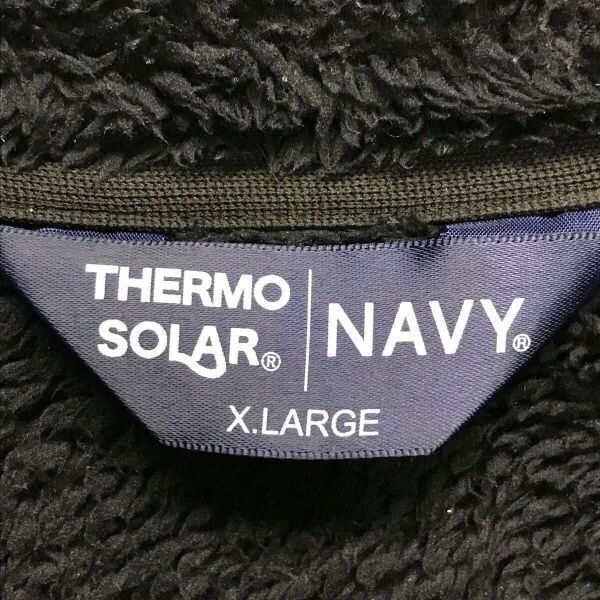 THERMO
SOLAR®
NAVY®
X.LARGE